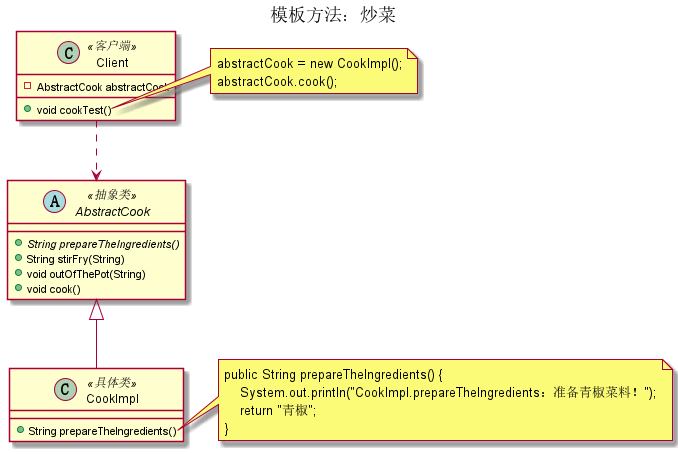 模板方法：炒菜
C
«客户端»
Client
AbstractCook abstractCook
void cookTest()
abstractCook = new CookImpl();
abstractCook.cook();
A
«抽象类»
AbstractCook
String prepareTheIngredients()
String stirFry(String)
void outOfThePot(String)
void cook()
C
«具体类»
CookImpl
String prepareTheIngredients()
public String prepareTheIngredients() {
System.out.println("CookImpl.prepareTheIngredients：准备青椒菜料！");
return "青椒";
}